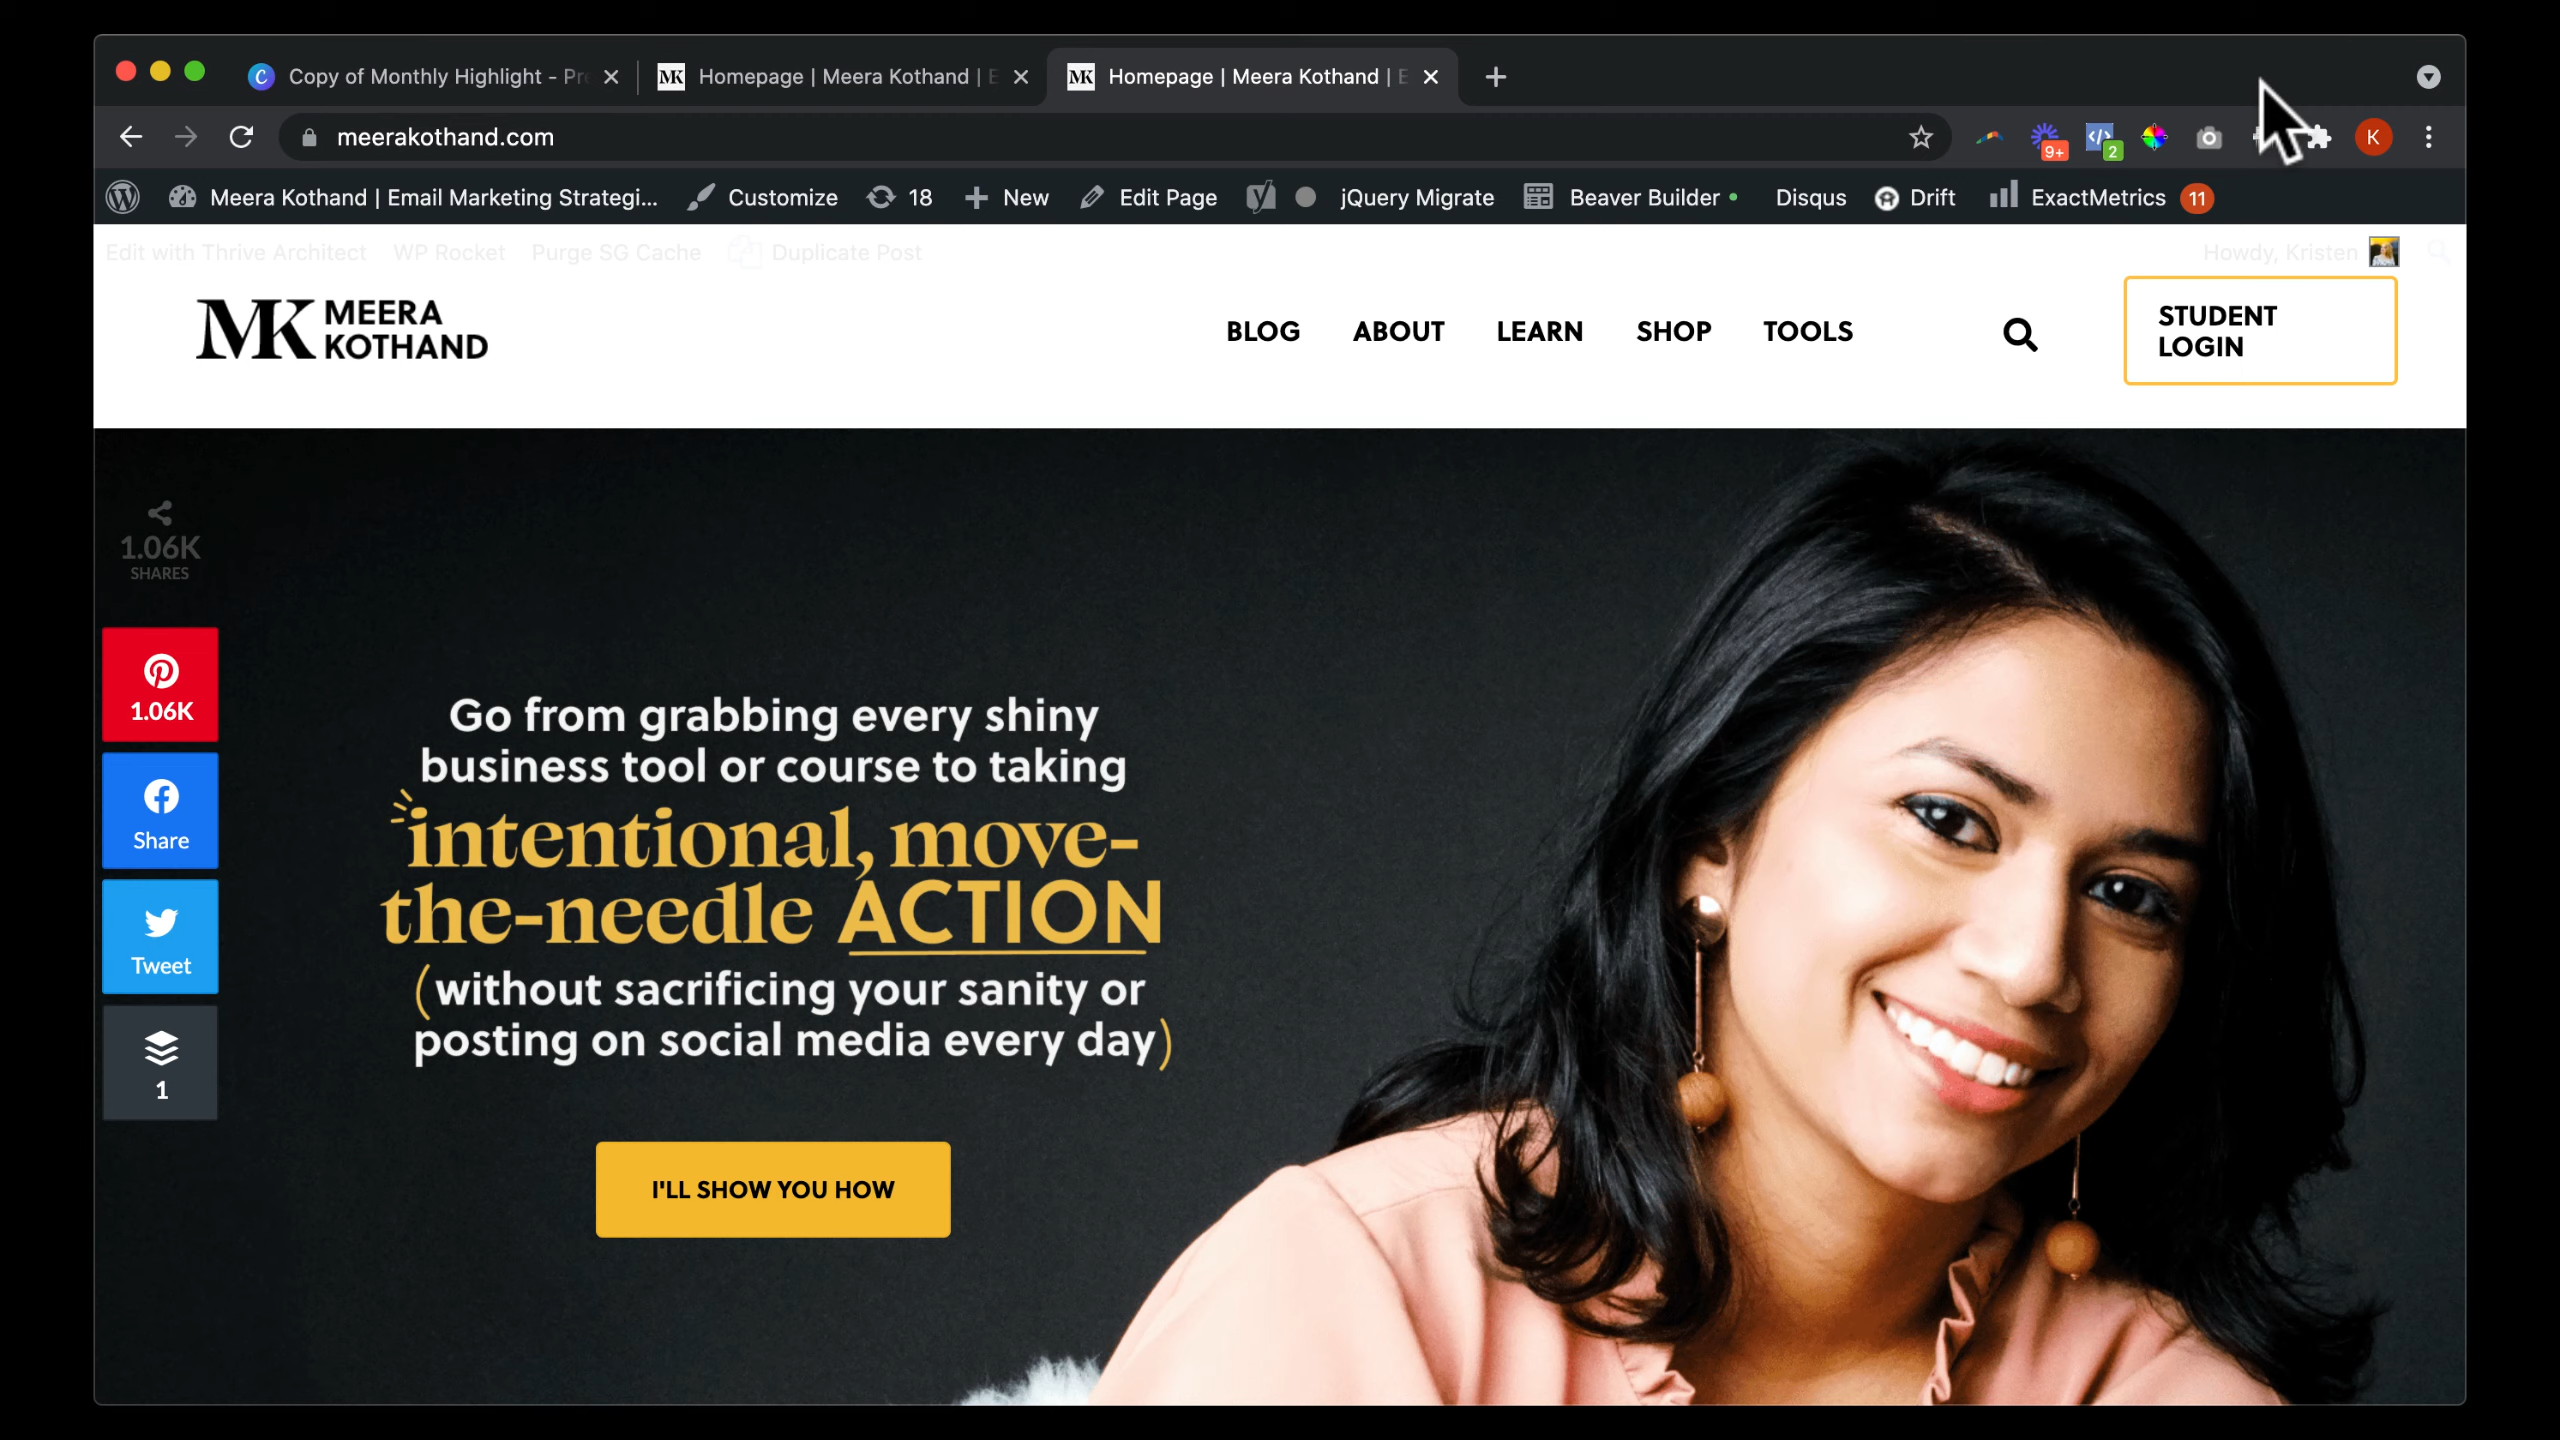 Copy of Monthly Highlight - Pr
Homepage | Meera Kothand | E
Homepage | Meera Kothand | E
meerakothand.com
9+
2
K
Meera Kothand | Email Marketing Strategi...
Customize
18
New
Edit Page
jQuery Migrate
Beaver Builder
Disqus
Drift
ExactMetrics
11
Edit with Thrive Architect
WP Rocket
Purge SG Cache
Duplicate Post
Howdy, Kristen
MK MEERA
KOTHAND
BLOG
ABOUT
LEARN
SHOP
TOOLS
STUDENT
LOGIN
1.06K
SHARES
1.06K
Share
Tweet
1
Go from grabbing every shiny
business tool or course to taking
intentional, move-
the-needle ACTION
(without sacrificing your sanity or
posting on social media every day)
I'LL SHOW YOU HOW